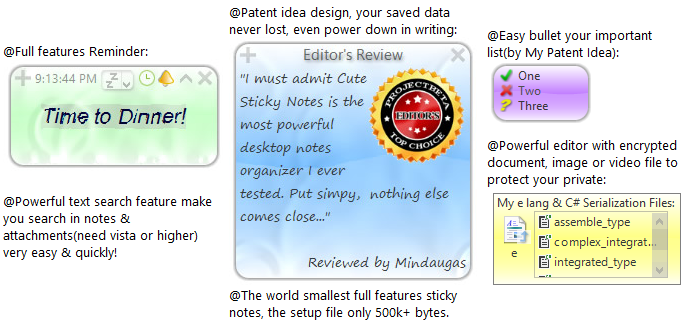 @Full features Reminder:
9:13:44 PM
Time to Dinner!
@Powerful text search feature make
you search in notes &
attachments(need vista or higher)
very easy & quickly!
@Patent idea design, your saved data
never lost, even power down in writing:
Editor's Review
"I must admit Cute
Sticky Notes is the
most powerful
desktop notes
organizer I ever
tested. Put simpy, nothing else
comes close..."
PROJECTBETA
EDITOR'S
TOP CHOICE
Reviewed by Mindaugas
@The world smallest full features sticky
notes, the setup file only 500k+ bytes.
@Easy bullet your important
list(by My Patent Idea):
One
Two
Three
@Powerful editor with encrypted
document, image or video file to
protect your private:
My e lang & C# Serialization Files:
e
assemble_type
complex_integrat...
integrated_type